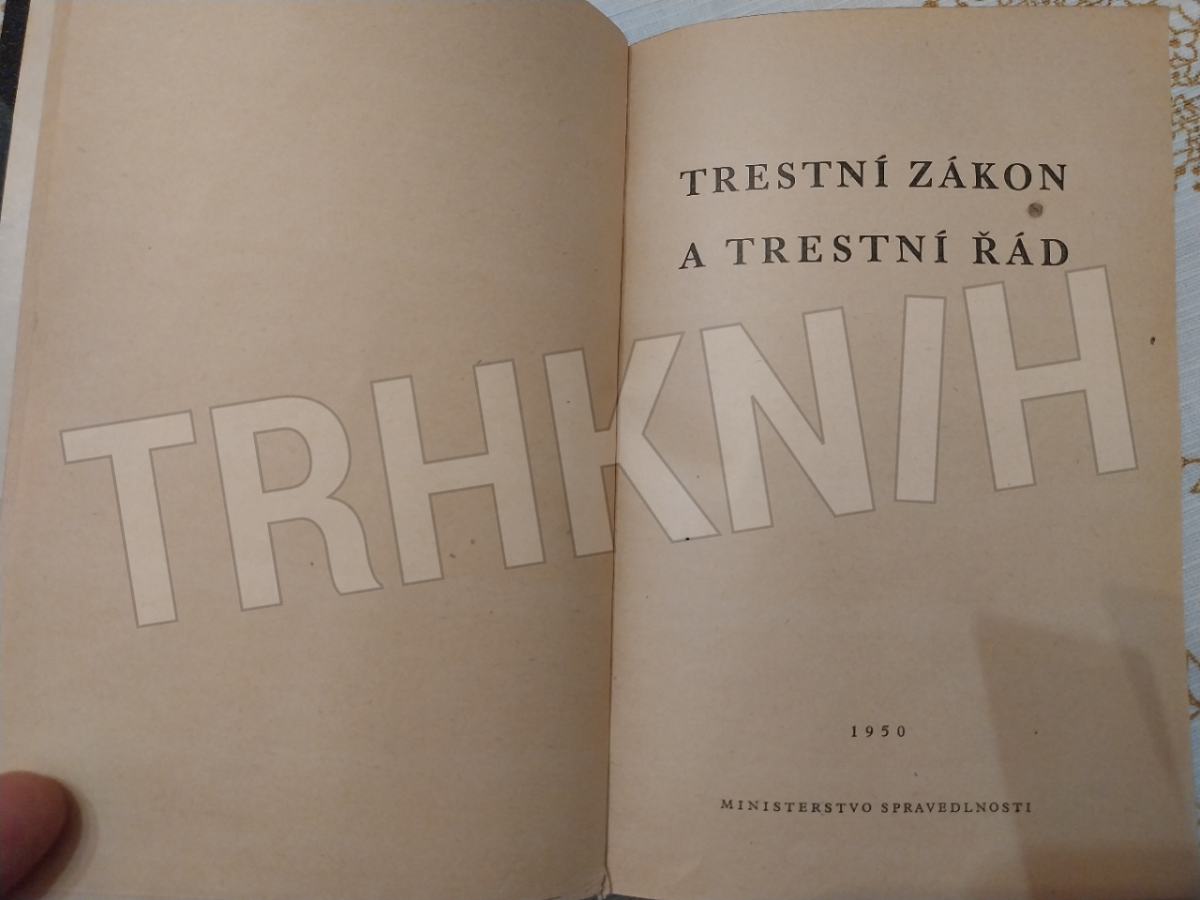 TRESTNÍ ZÁKON
A TRESTNÍ ŘÁD
TRHKNIH
1950
MINISTERSTVO SPRAVEDLNOSTI